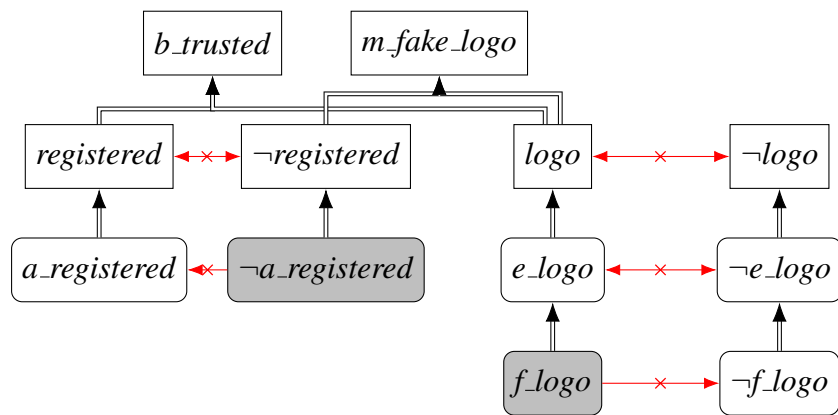 b_trusted m_fake_logo
registered ¬registered logo ¬logo
a_registered ¬a_registered e_logo ¬e_logo
f_logo ¬f_logo